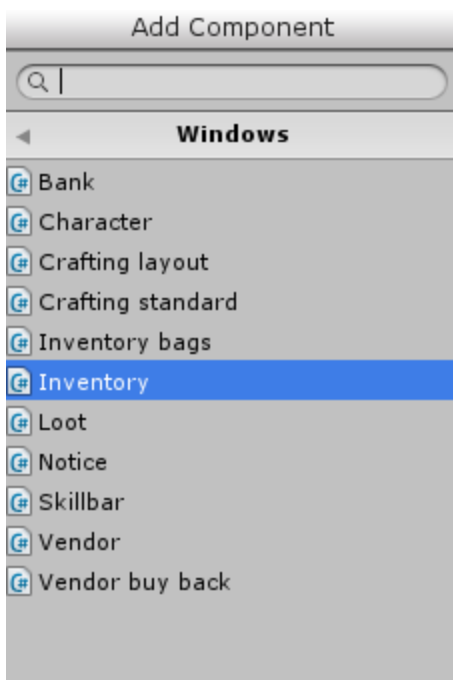 Add Component
Windows
Bank
Character
Crafting layout
Crafting standard
Inventory bags
Inventory
Loot
Notice
Skillbar
Vendor
Vendor buy back